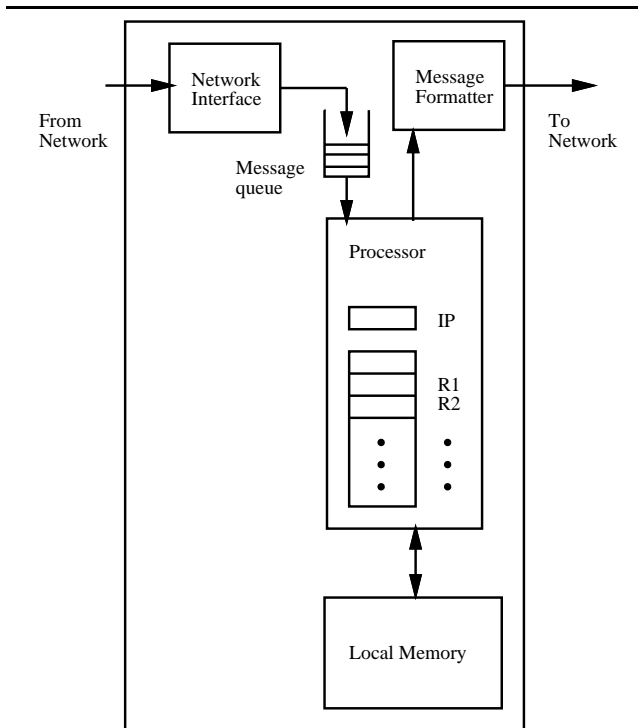 Network
Interface
Message
Formatter
From
Network
To
Network
Message
queue
Processor
IP
R1
R2
Local Memory